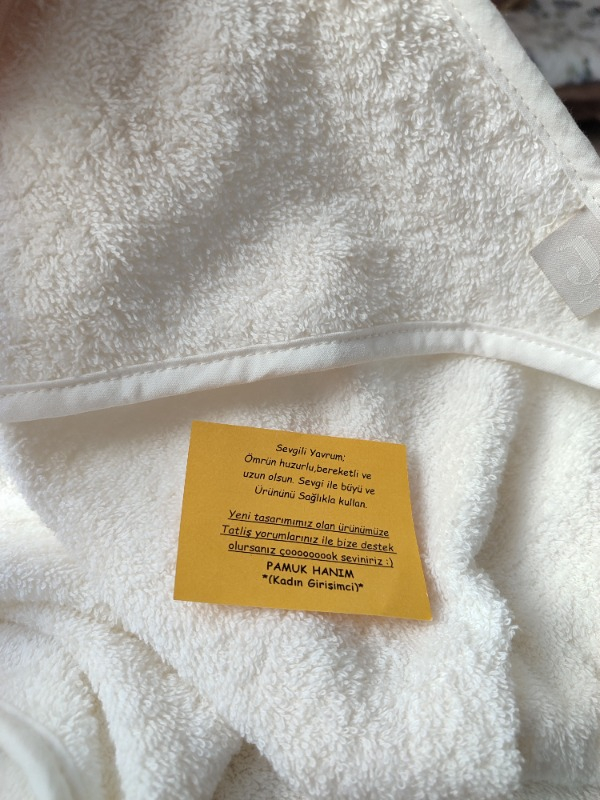 Sevgili Yavrum;
Ömrün huzurlu,bereketli ve
uzun olsun. Sevgi ile büyü ve
Ürününü Sağlıkla kullan.
Yeni tasarımımız olan ürünümüze
Tatlış yorumlarınız ile bize destek
olursanız çoooooooook seviniriz :)
PAMUK HANIM
*(Kadın Girişimci)*